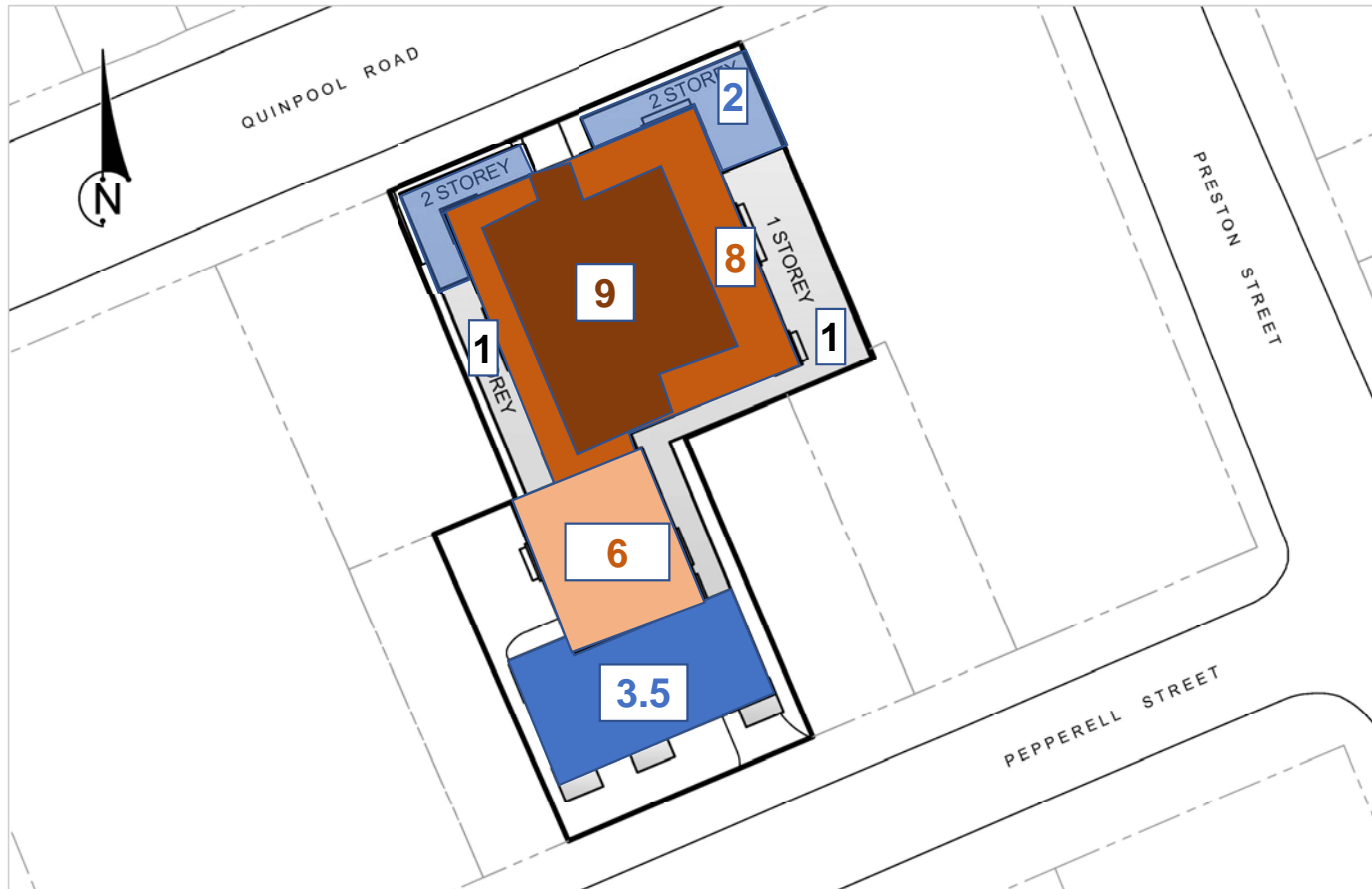 QUINPOOL ROAD
N
2 STOREY
2
2 STOREY
PRESTON STREET
1 STOREY
8
9
1
1
OREY
6
3.5
PEPPERELL STREET